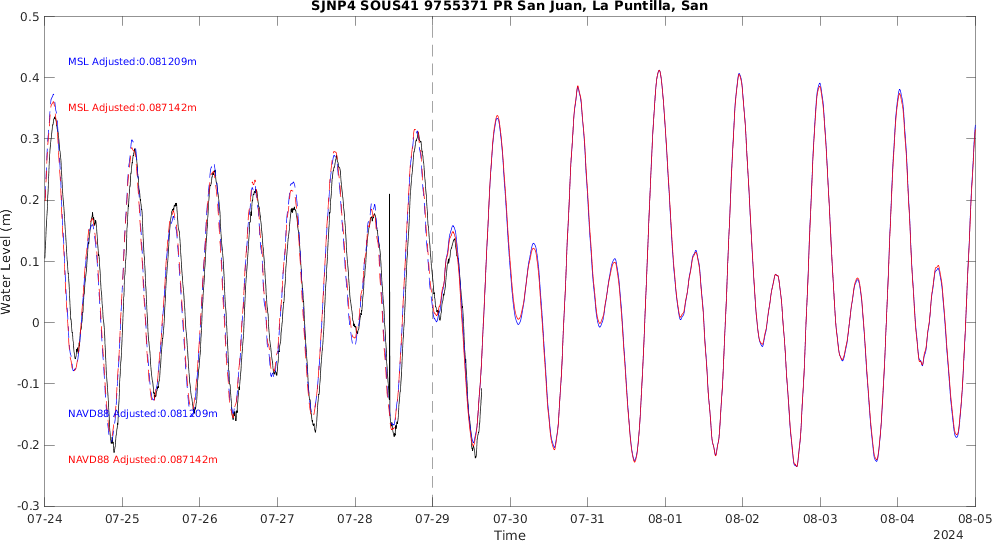 SJNP4 SOUS41 9755371 PR San Juan, La Puntilla, San
0.5
0.4
0.3
0.2
0.1
0
-0.1
-0.2
-0.3
Water Level (m)
MSL Adjusted:0.081209m
MSL Adjusted:0.087142m
NAVD88 Adjusted:0.081209m
NAVD88 Adjusted:0.087142m
07-24 07-25 07-26 07-27 07-28 07-29 07-30 07-31 08-01 08-02 08-03 08-04 08-05
Time
2024